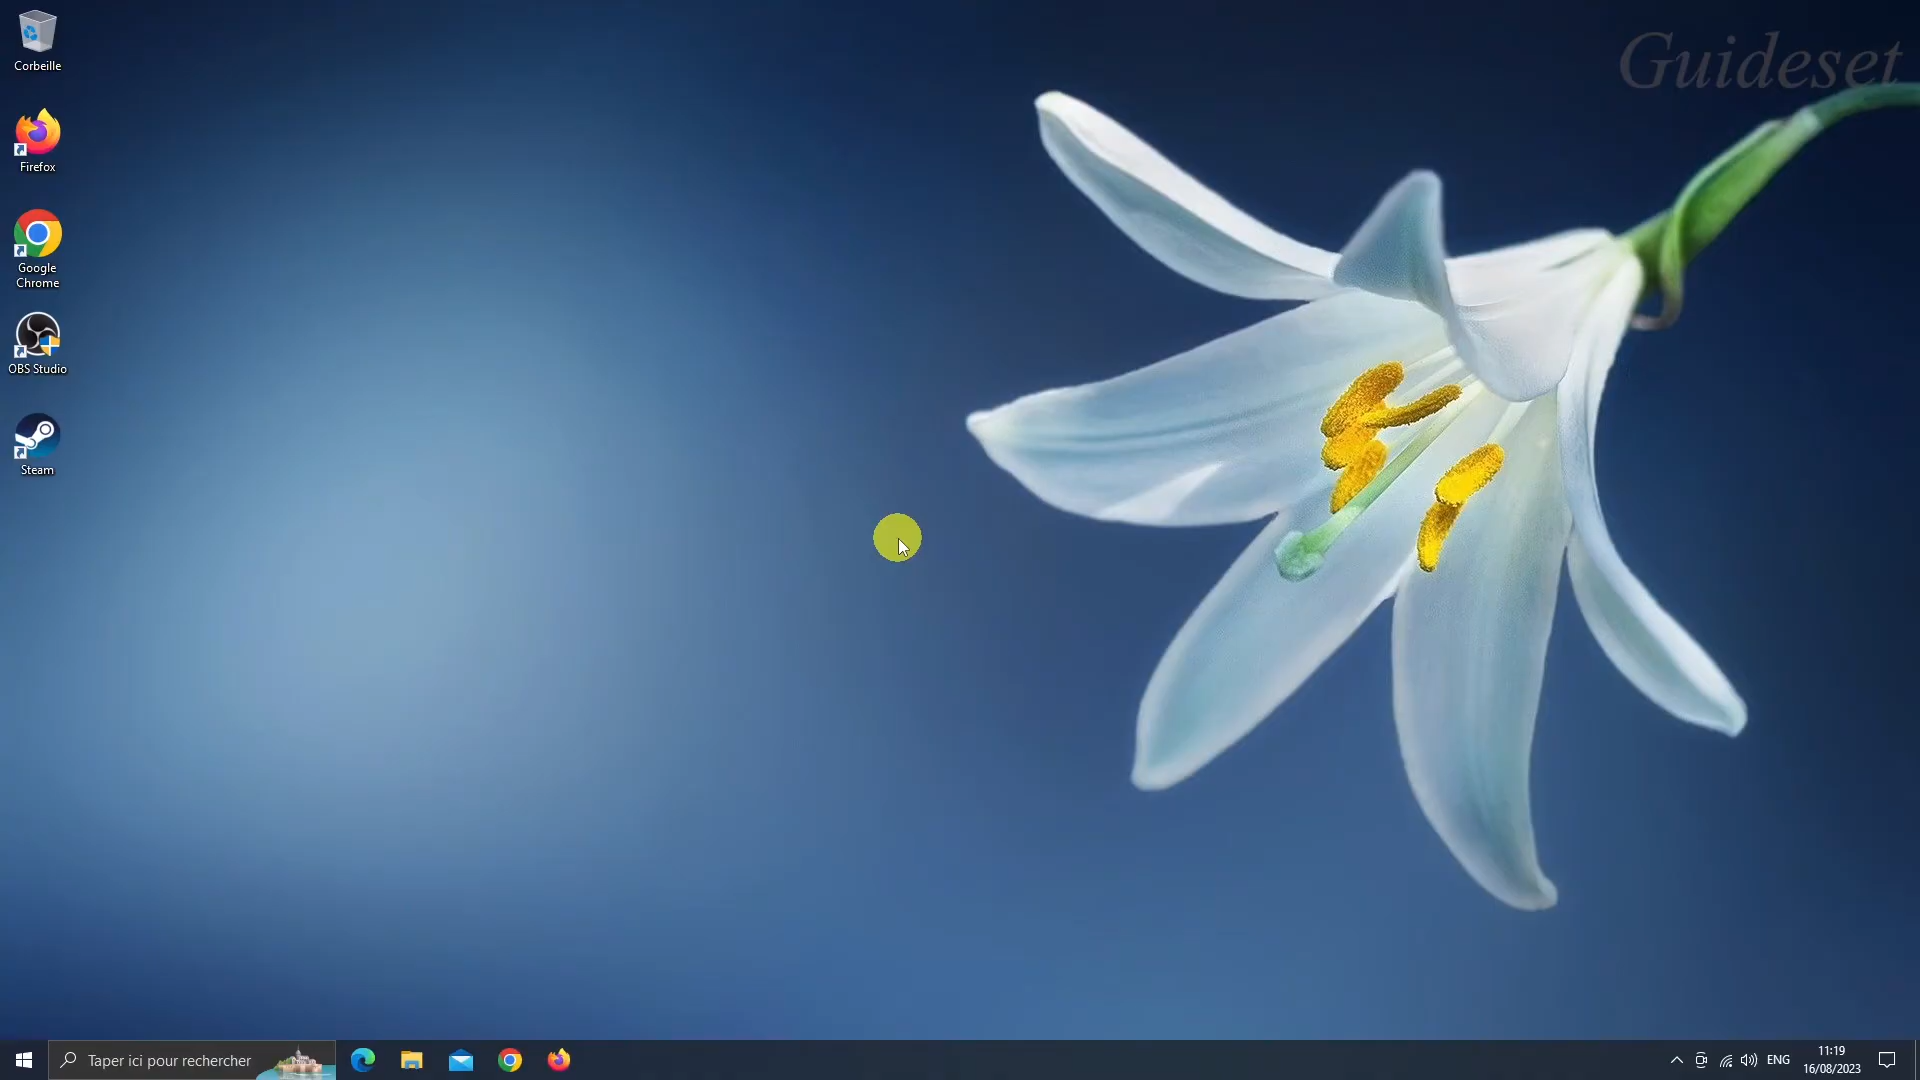 Guideset
Corbeille
Firefox
Google
Chrome
OBS Studio
Steam
Taper ici pour rechercher
ENG
11:19
16/08/2023